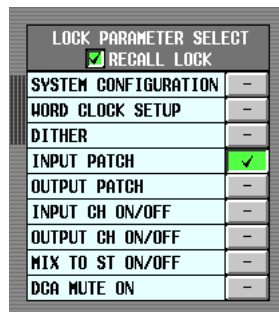 LOCK PARAMETER SELECT
RECALL LOCK
SYSTEM CONFIGURATION -
WORD CLOCK SETUP -
DITHER -
INPUT PATCH ✓
OUTPUT PATCH -
INPUT CH ON/OFF -
OUTPUT CH ON/OFF -
MIX TO ST ON/OFF -
DCA MUTE ON -